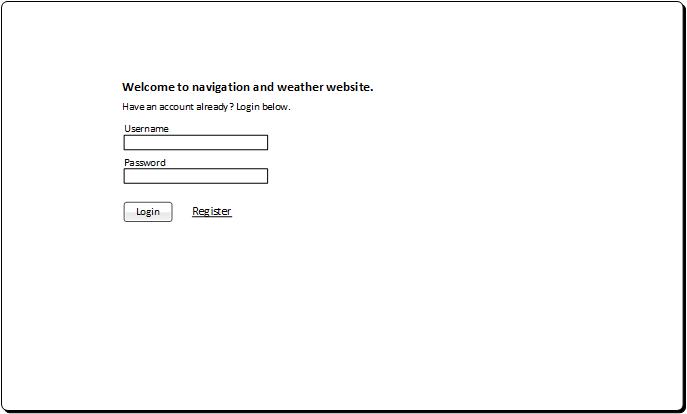 Welcome to navigation and weather website.
Have an account already? Login below.
Username
Password
Login Register